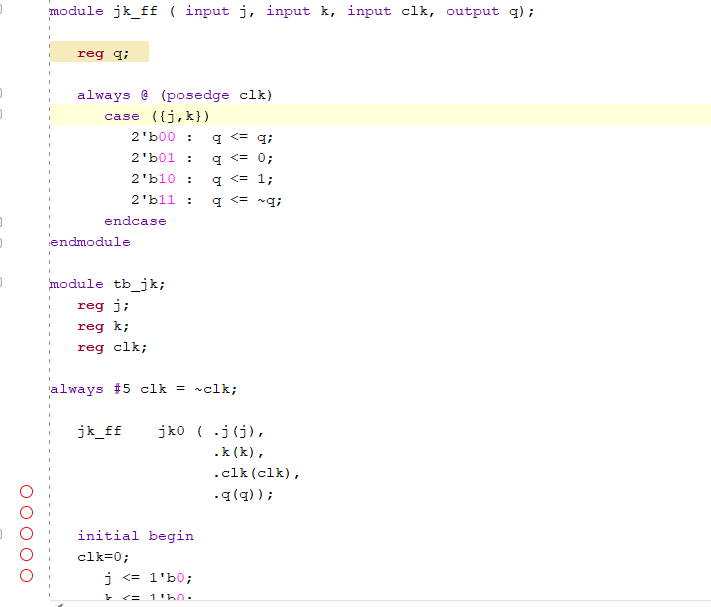 module jk_ff ( input j, input k, input clk, output q);
reg q;
always @ (posedge clk)
case ({j,k})
2'b00 :  q <= q;
2'b01 :  q <= 0;
2'b10 :  q <= 1;
2'b11 :  q <= ~q;
endcase
endmodule
module tb_jk;
reg j;
reg k;
reg clk;
always #5 clk = ~clk;
jk_ff    jk0 ( .j(j),
.k(k),
.clk(clk),
.q(q));
initial begin
clk=0;
j <= 1'b0;
k <= 1'b0;